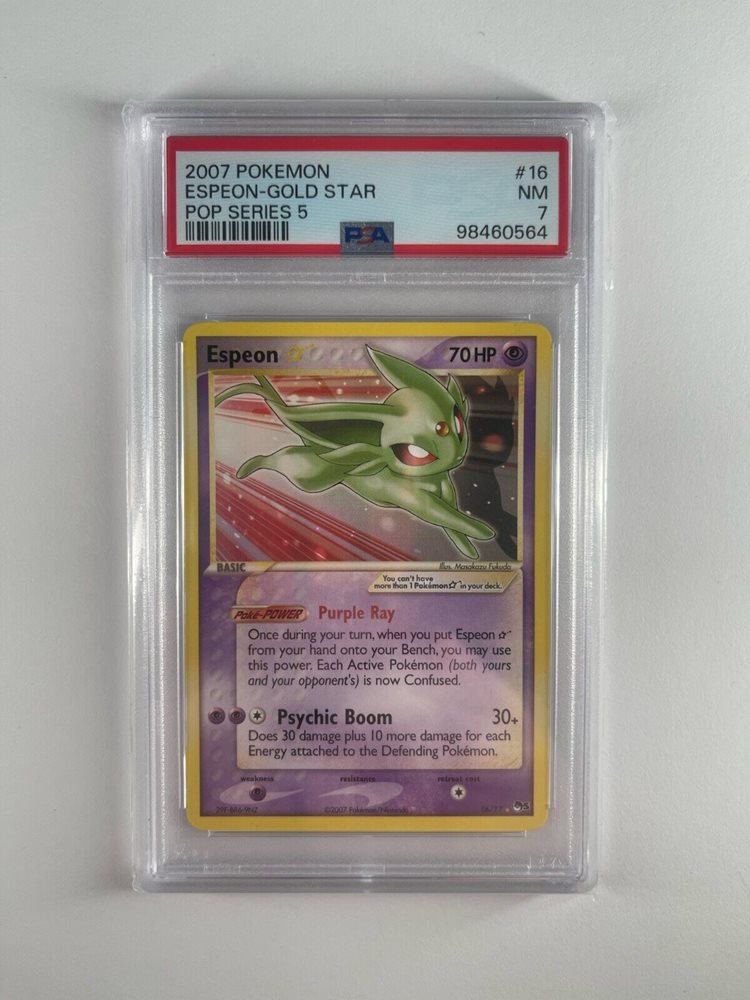 2007 POKEMON #16
ESPEON-GOLD STAR NM
POP SERIES 5 7
PSA 98460564
Espeon 70 HP
BASIC
Illus. Masakazu Fukuda
You can't have
more than 1 Pokémon☆ in your deck.
Poké-POWER Purple Ray
Once during your turn, when you put Espeon ☆
from your hand onto your Bench, you may use
this power. Each Active Pokémon (both yours
and your opponent's) is now Confused.
Psychic Boom 30+
Does 30 damage plus 10 more damage for each
Energy attached to the Defending Pokémon.
weakness resistance retreat cost
©2007 Pokémon/Nintendo 16/17